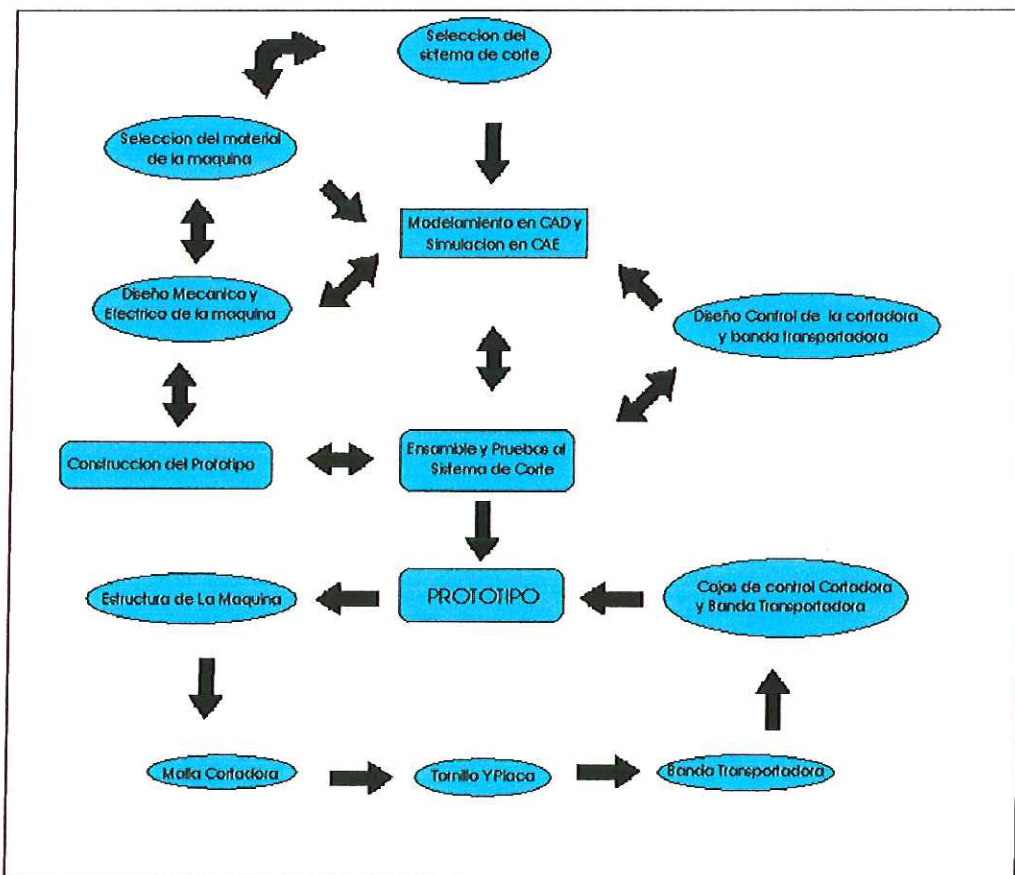 Seleccion del
sistema de corte
Seleccion del material
de la maquina
Modelamiento en CAD y
Simulacion en CAE
Diseño Mecanico y
Electrico de la maquina
Diseño Control de la cortadora
y banda transportadora
Construccion del Prototipo
Ensamble y Pruebas al
Sistema de Corte
Estructura de La Maquina
PROTOTIPO
Cajas de control Cortadora
y Banda Transportadora
Malla Cortadora
Tornillo Y Placa
Banda Transportadora